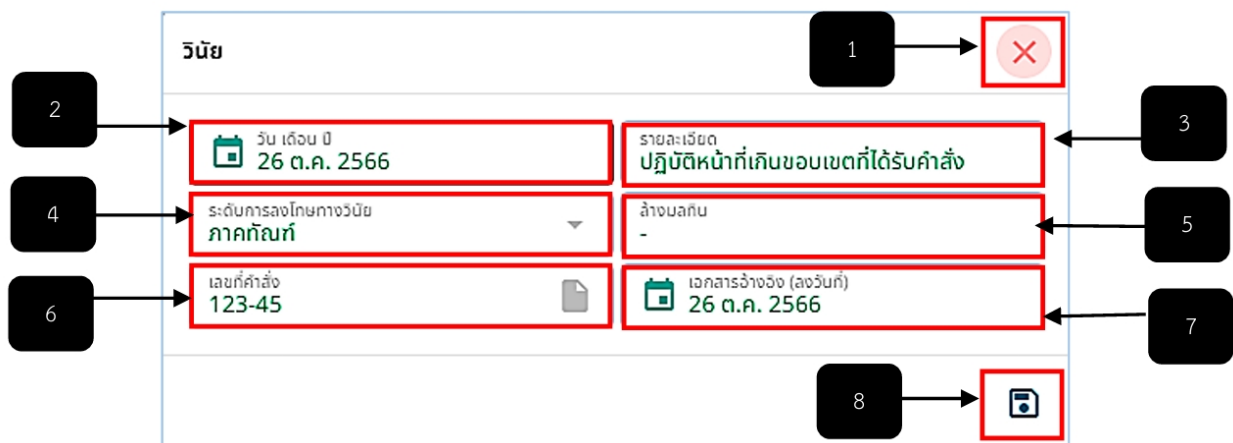 วินัย
1
2
วัน เดือน ปี
26 ต.ค. 2566
รายละเอียด
ปฏิบัติหน้าที่เกินขอบเขตที่ได้รับคำสั่ง
3
4
ระดับการลงโทษทางวินัย
ภาคทัณฑ์
ล้างมลทิน
-
5
6
เลขที่คำสั่ง
123-45
เอกสารอ้างอิง (ลงวันที่)
26 ต.ค. 2566
7
8